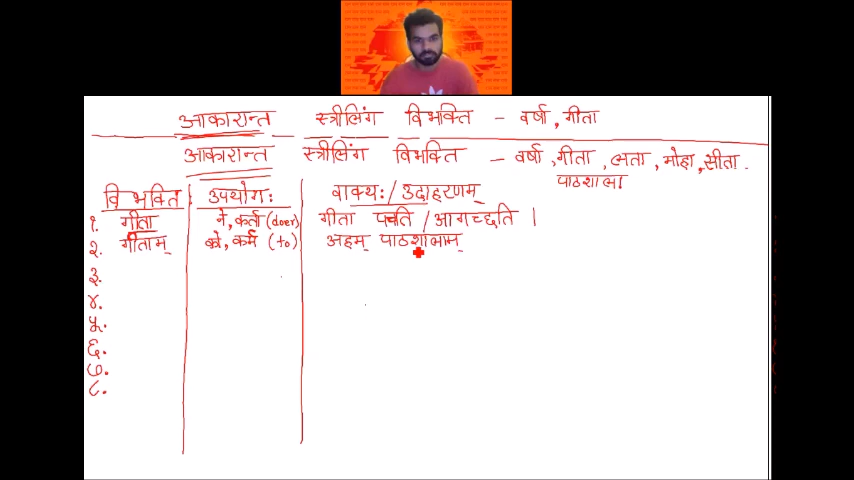 आकारान्त स्त्रीलिंग विभक्ति - वर्षा, गीता
आकारान्त स्त्रीलिंग विभक्ति - वर्षा, गीता, लता, मोहा, सीता.
पाठशाला
विभक्ति: उपयोग: वाक्य:/उदाहरणम्
१. गीता ने, कर्ता (doer) गीता पचति / आगच्छति ।
२. गीताम् को, कर्म (to) अहम् पाठशालाम्
३.
४.
५.
६.
७.
८.